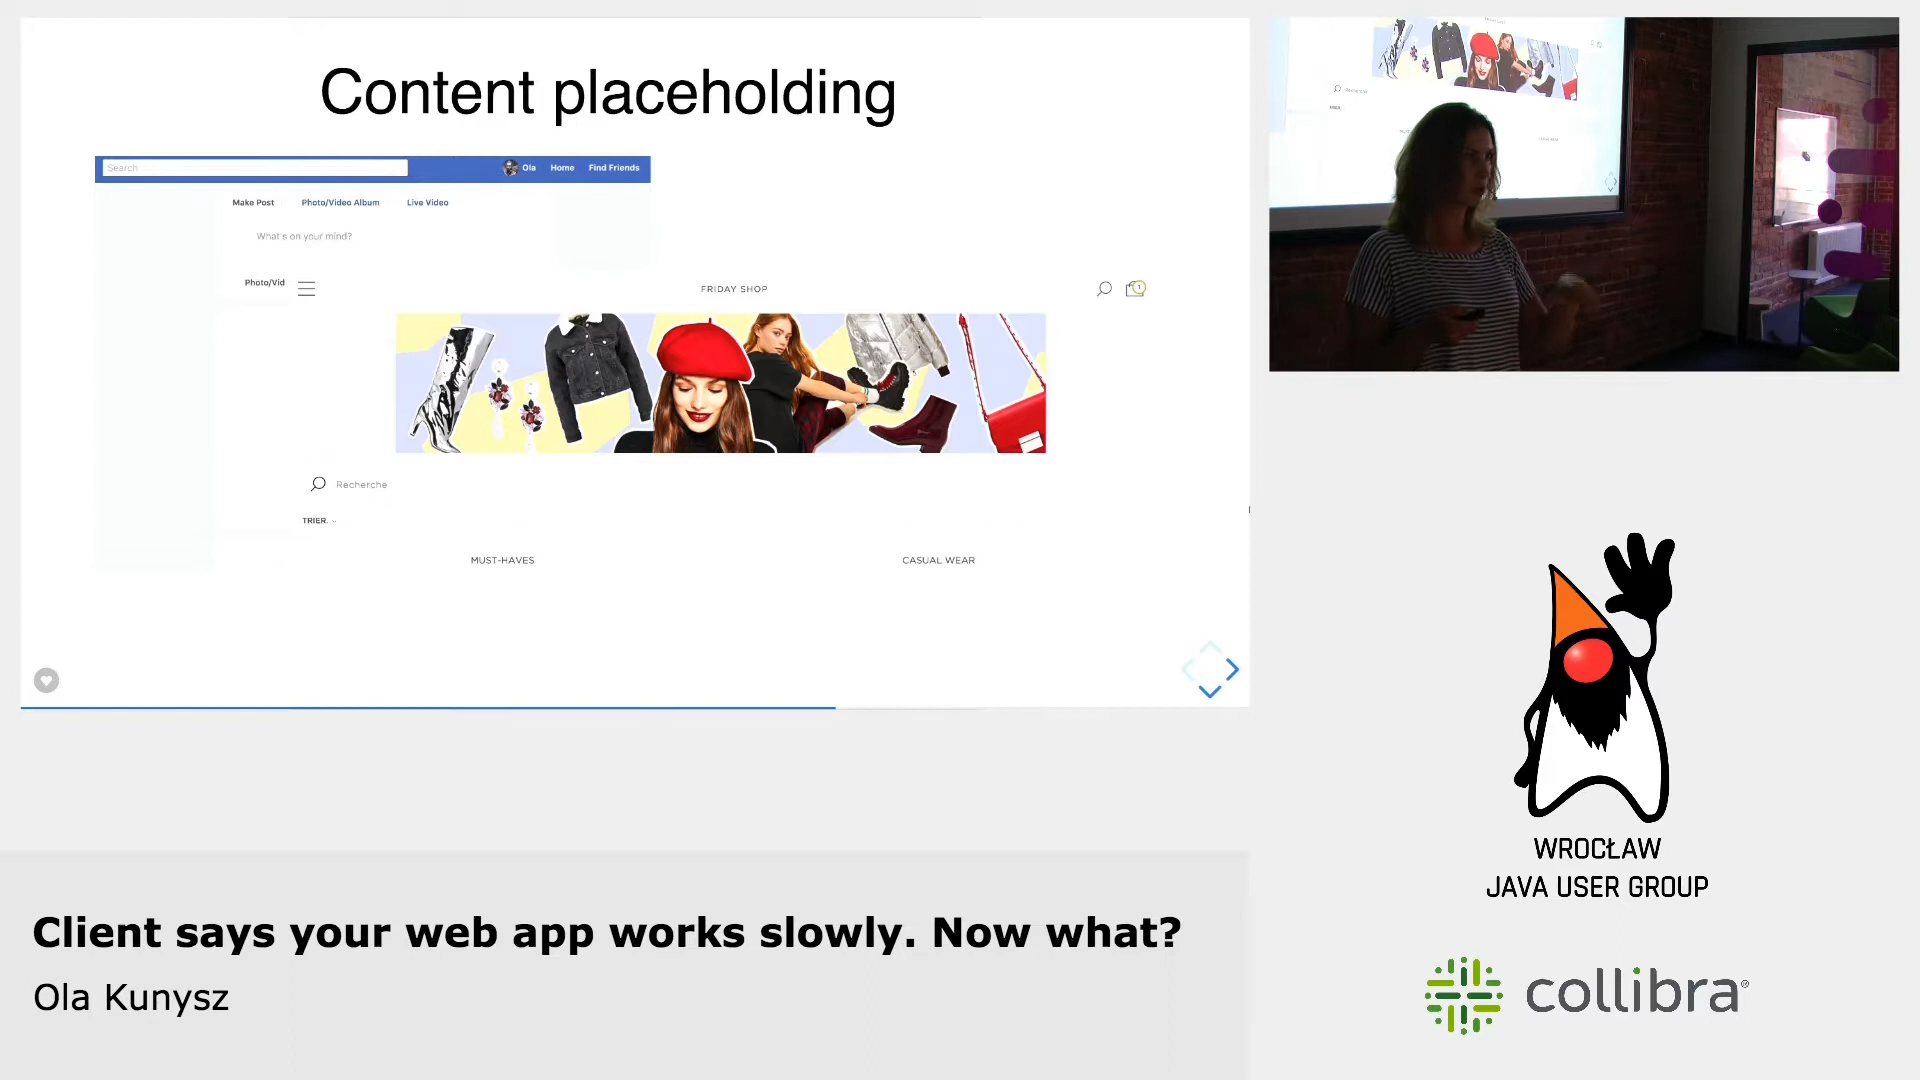 Content placeholding
Search
Ola Home Find Friends
Make Post Photo/Video Album Live Video
What's on your mind?
Photo/Vid
FRIDAY SHOP
1
Recherche
TRIER.
MUST-HAVES CASUAL WEAR
WROCŁAW
JAVA USER GROUP
Client says your web app works slowly. Now what?
Ola Kunysz
collibra®